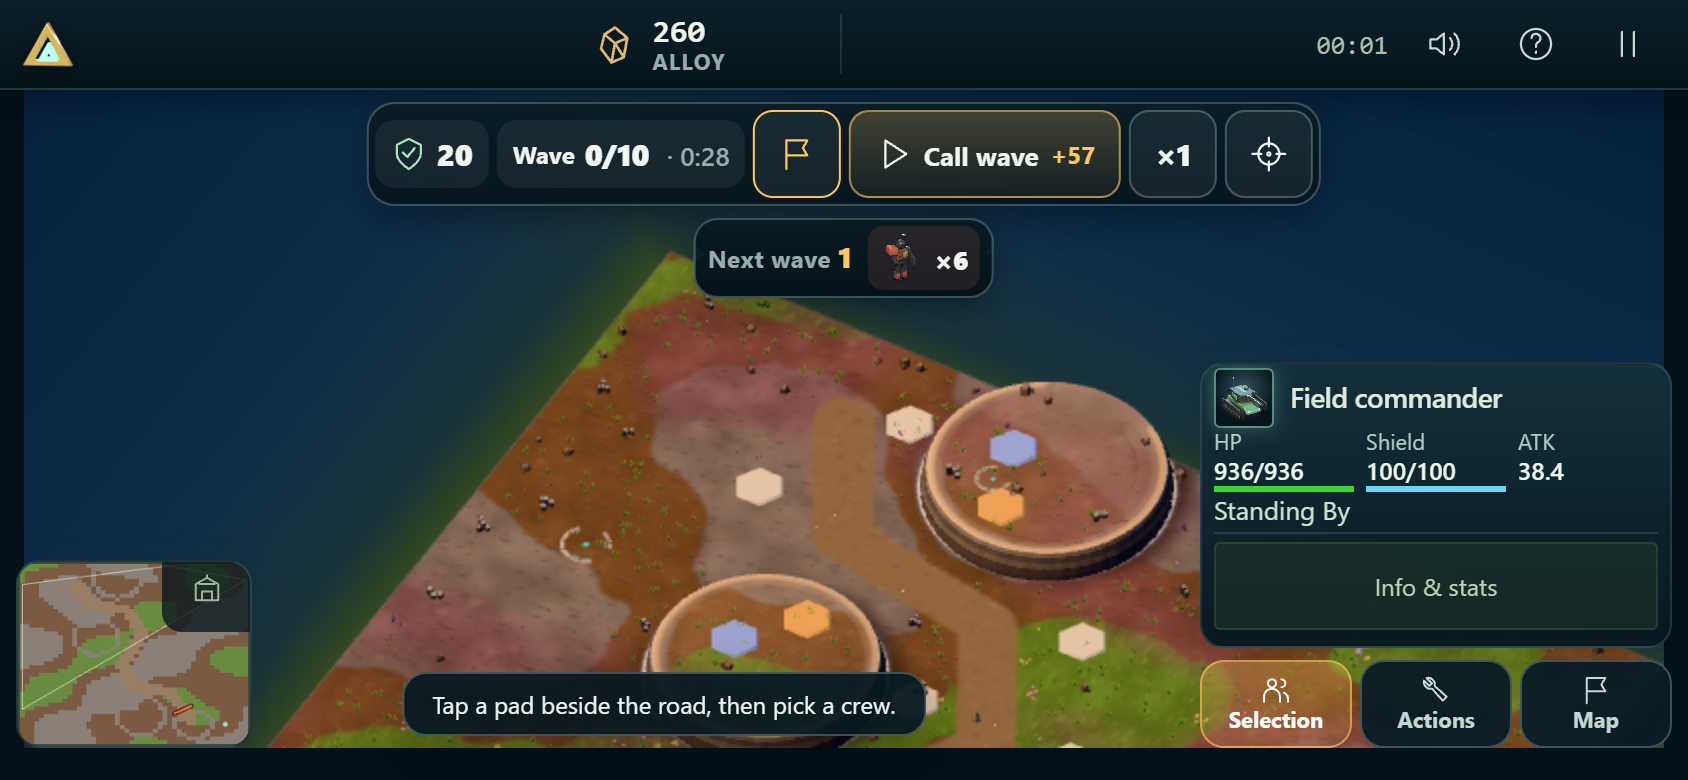 260
ALLOY
00:01
20
Wave 0/10 · 0:28
Call wave +57
×1
Next wave 1
×6
Field commander
HP
Shield
ATK
936/936
100/100
38.4
Standing By
Info & stats
Tap a pad beside the road, then pick a crew.
Selection
Actions
Map